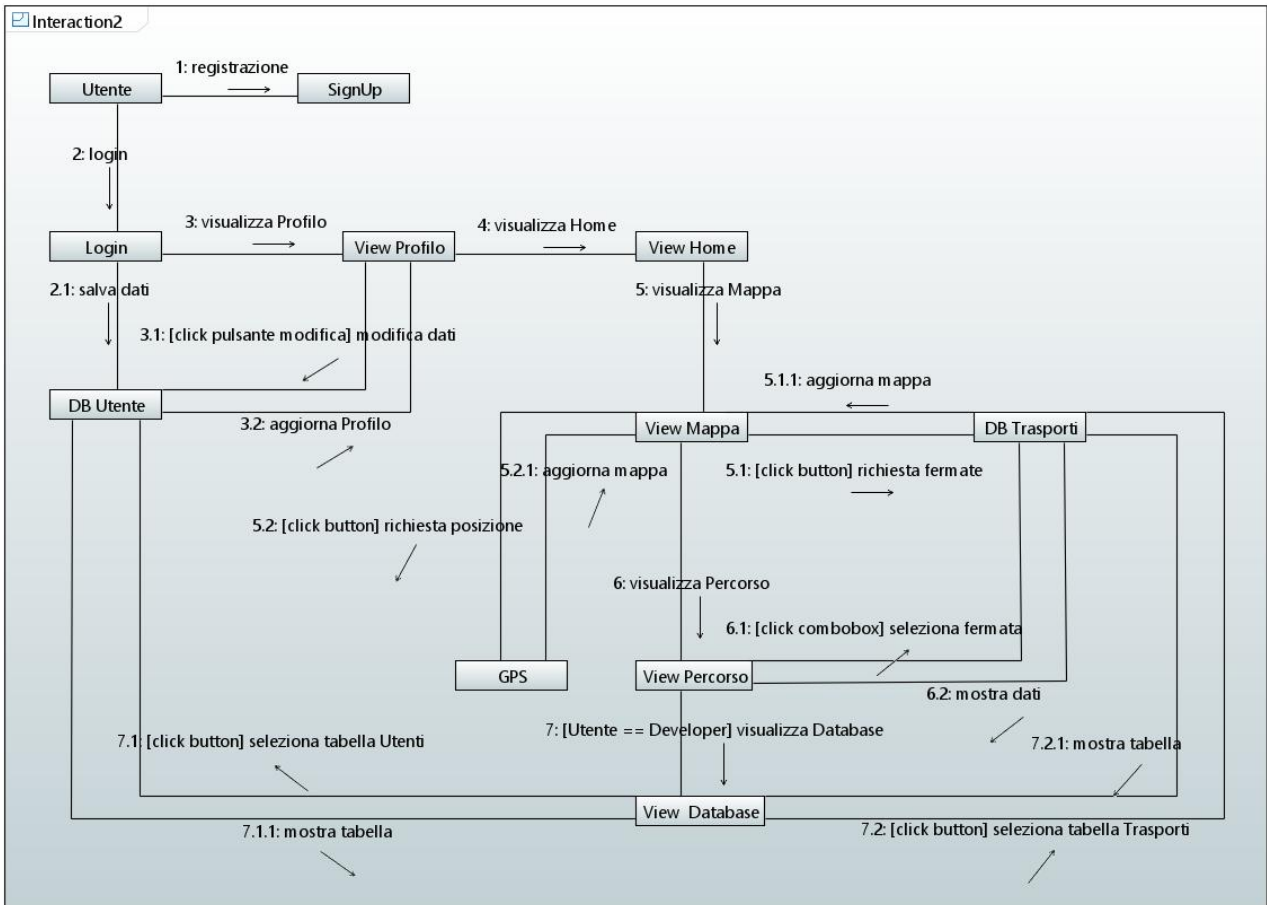 Interaction2
1: registrazione
Utente
SignUp
2: login
3: visualizza Profilo
4: visualizza Home
Login
View Profilo
View Home
2.1: salva dati
5: visualizza Mappa
3.1: [click pulsante modifica] modifica dati
5.1.1: aggiorna mappa
DB Utente
3.2: aggiorna Profilo
View Mappa
DB Trasporti
5.2.1: aggiorna mappa
5.1: [click button] richiesta fermate
5.2: [click button] richiesta posizione
6: visualizza Percorso
6.1: [click combobox] seleziona fermata
GPS
View Percorso
6.2: mostra dati
7: [Utente == Developer] visualizza Database
7.1: [click button] seleziona tabella Utenti
7.2.1: mostra tabella
View Database
7.1.1: mostra tabella
7.2: [click button] seleziona tabella Trasporti